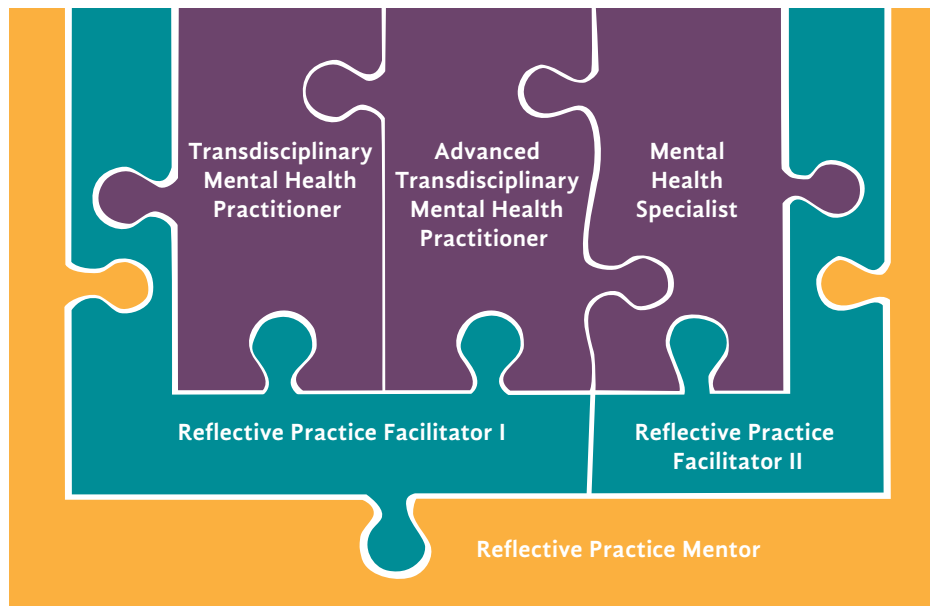 Transdisciplinary
Mental Health
Practitioner
Advanced
Transdisciplinary
Mental Health
Practitioner
Mental
Health
Specialist
Reflective Practice Facilitator I
Reflective Practice
Facilitator II
Reflective Practice Mentor